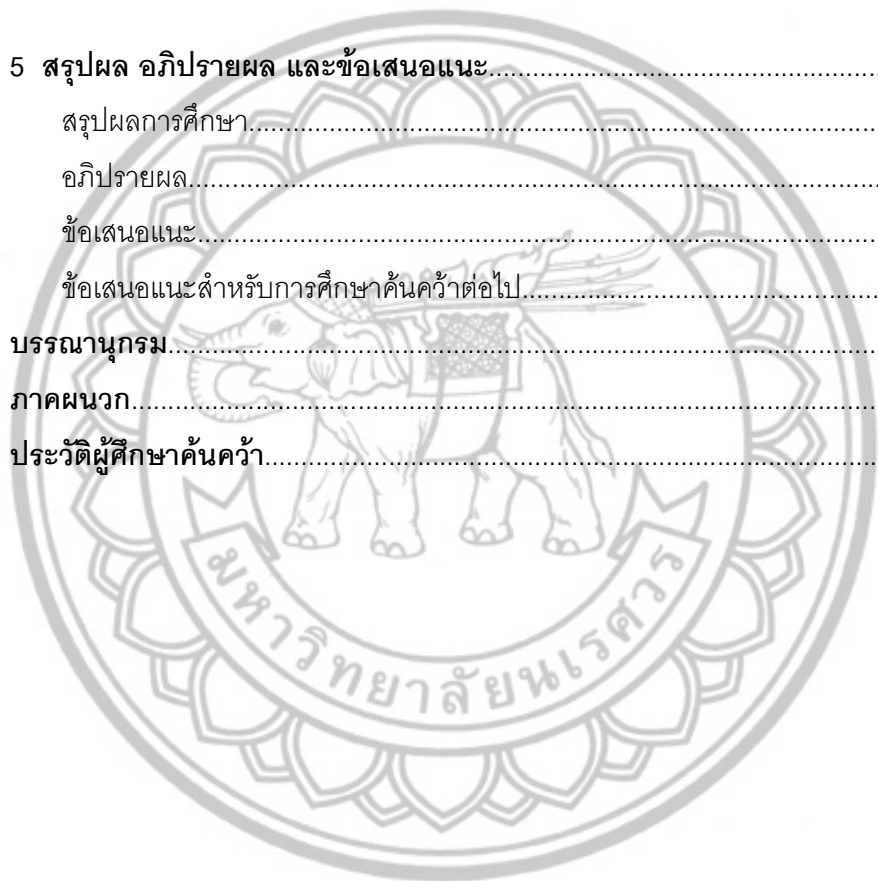 5 สรุปผล อภิปรายผล และข้อเสนอแนะ................................................................
สรุปผลการศึกษา................................................................
อภิปรายผล................................................................
ข้อเสนอแนะ................................................................
ข้อเสนอแนะสำหรับการศึกษาค้นคว้าต่อไป................................................
บรรณานุกรม................................................................
ภาคผนวก................................................................
ประวัติผู้ศึกษาค้นคว้า................................................................
มหาวิทยาลัยนเรศวร